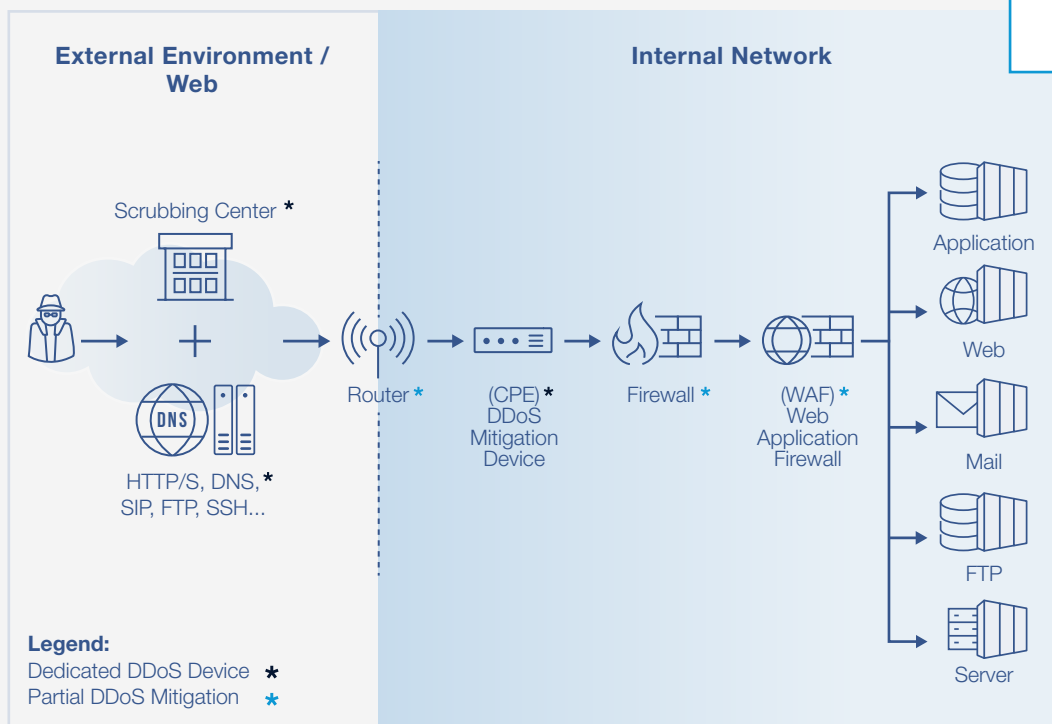 External Environment /
Web
Internal Network
Scrubbing Center *
DNS
HTTP/S, DNS, *
SIP, FTP, SSH...
Router *
(CPE) *
DDoS
Mitigation
Device
Firewall *
(WAF) *
Web
Application
Firewall
Application
Web
Mail
FTP
Server
Legend:
Dedicated DDoS Device *
Partial DDoS Mitigation *